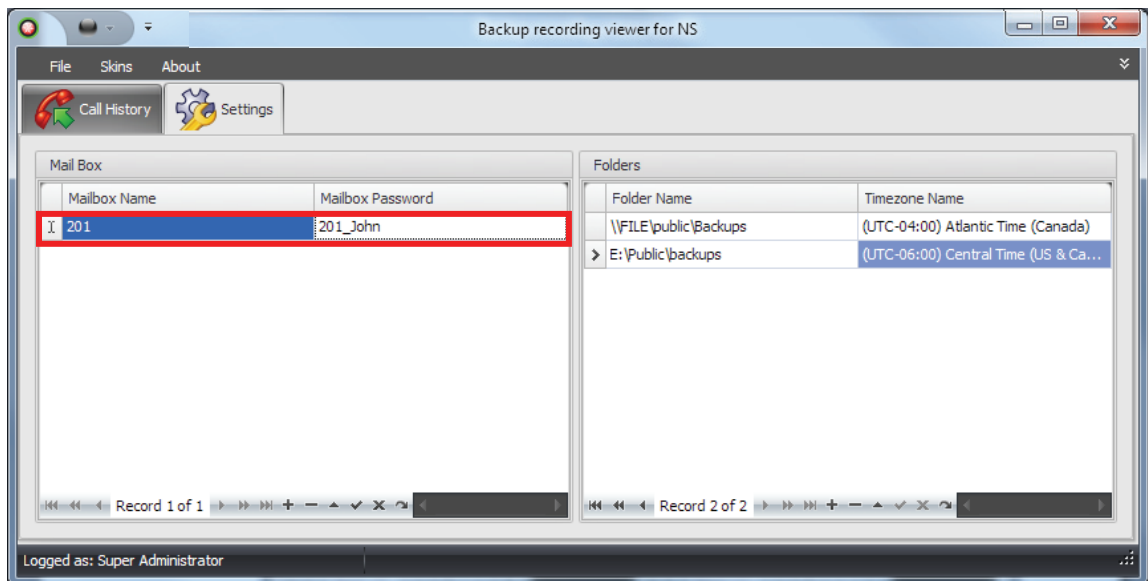 Backup recording viewer for NS
File Skins About
Call History Settings
Mail Box
Mailbox Name Mailbox Password
201 201_John
Record 1 of 1
Folders
Folder Name Timezone Name
\\FILE\public\Backups (UTC-04:00) Atlantic Time (Canada)
E:\Public\backups (UTC-06:00) Central Time (US & Ca...
Record 2 of 2
Logged as: Super Administrator